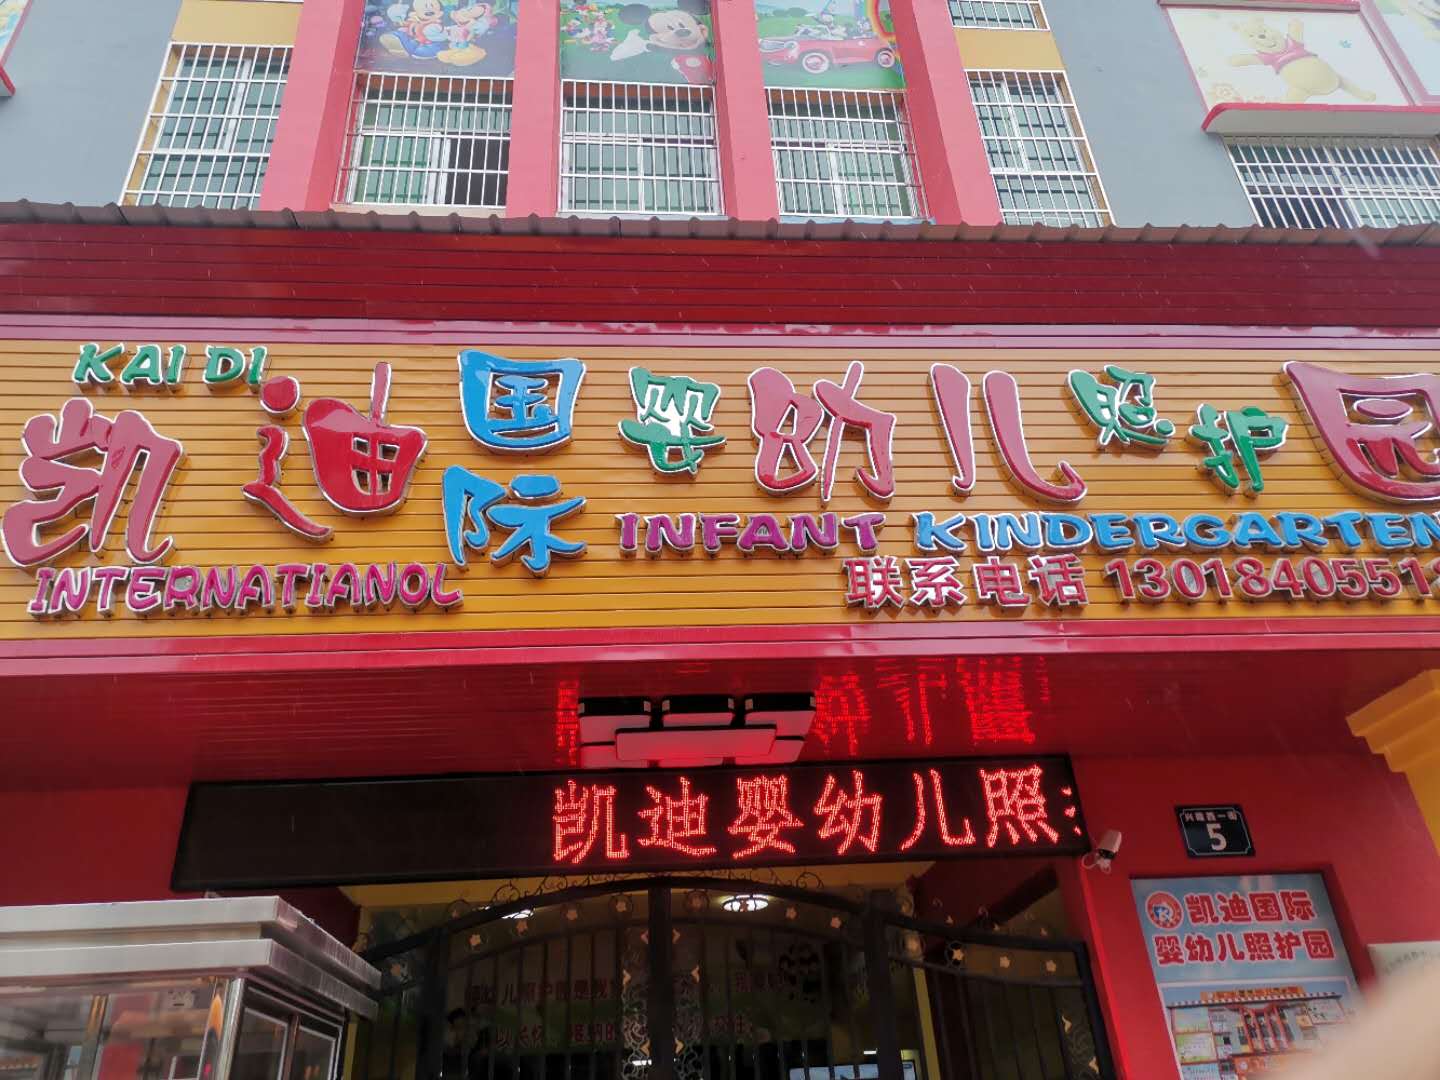 KAI DI
凯迪国际婴幼儿照护园
INTERNATIANOL
INFANT KINDERGARTEN
联系电话 1301840551
凯迪婴幼儿照
5
凯迪国际
婴幼儿照护园